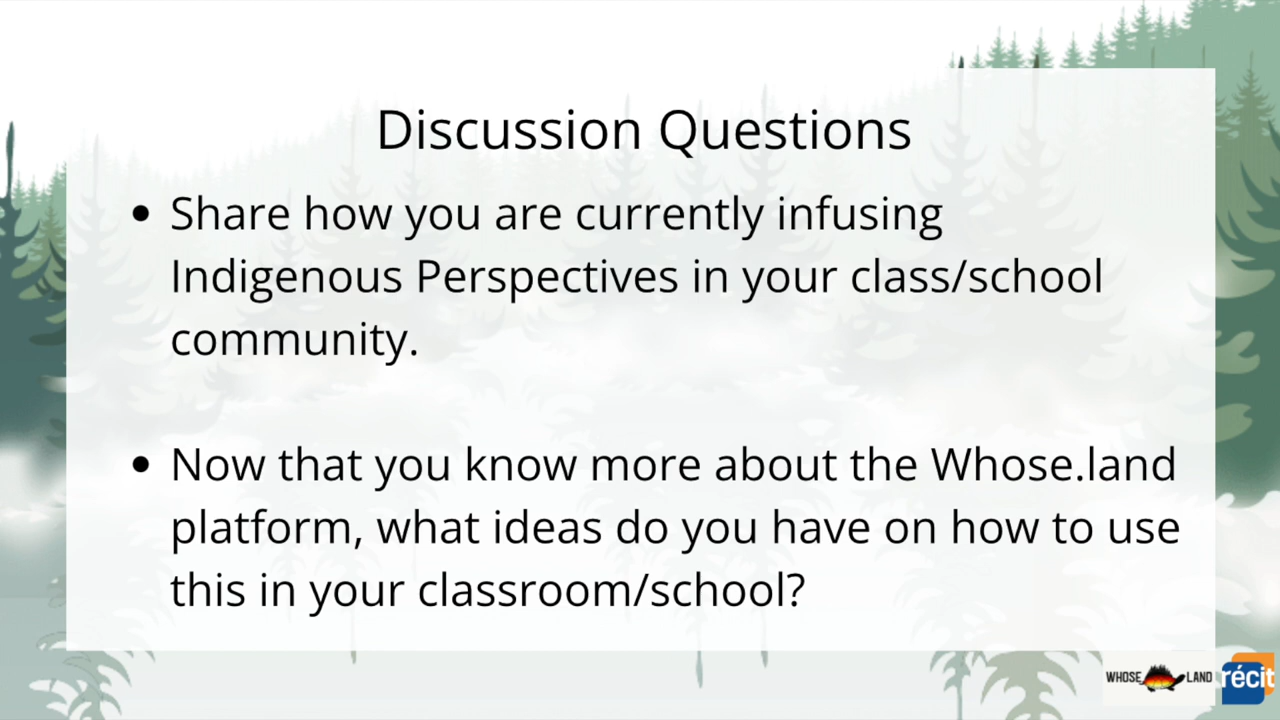 Discussion Questions
• Share how you are currently infusing
Indigenous Perspectives in your class/school
community.
• Now that you know more about the Whose.land
platform, what ideas do you have on how to use
this in your classroom/school?
WHOSE LAND récit